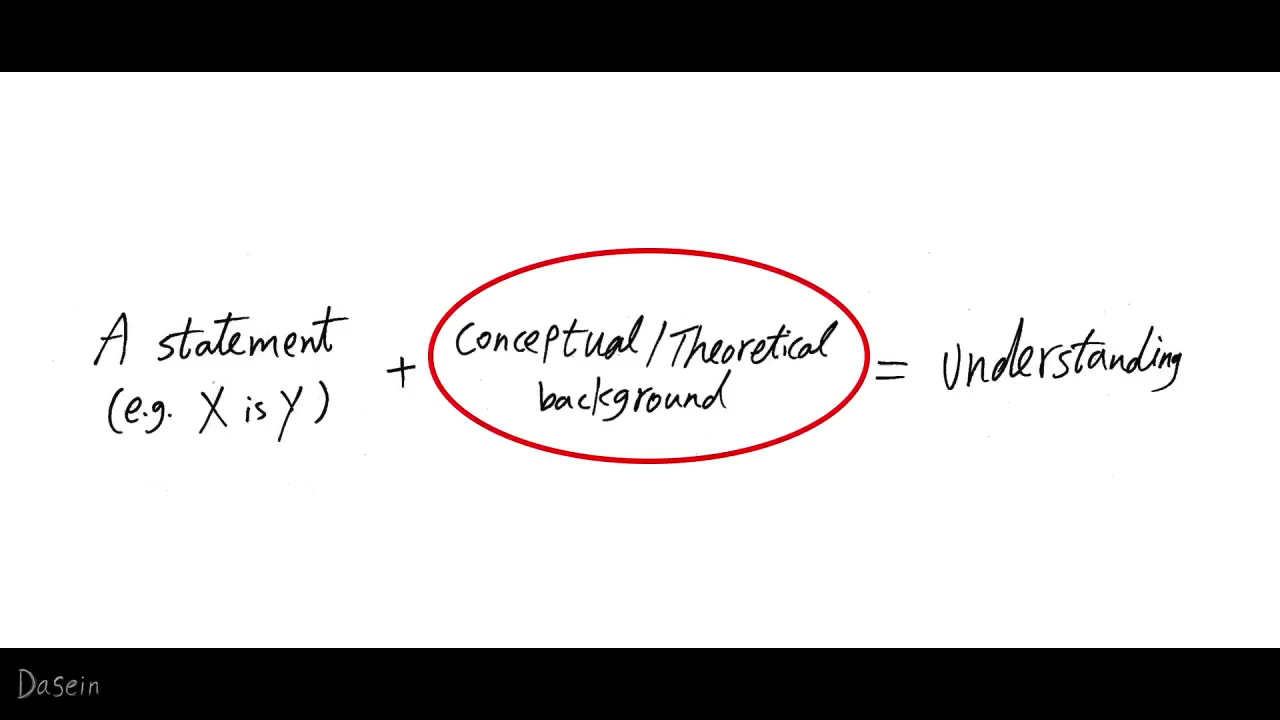 A statement
(e.g. X is Y)
+
Conceptual/Theoretical
background
= Understanding
Dasein